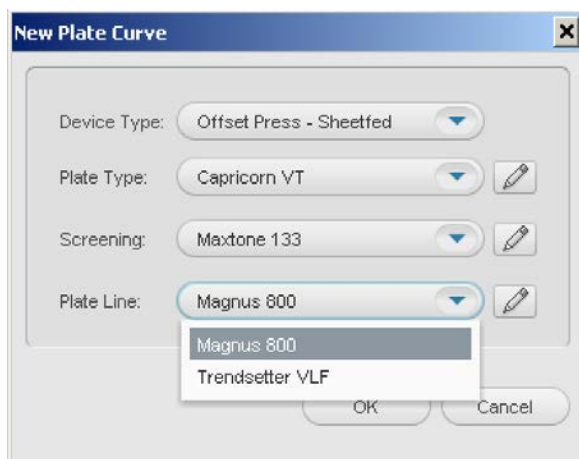 New Plate Curve
Device Type: Offset Press - Sheetfed
Plate Type: Capricorn VT
Screening: Maxtone 133
Plate Line: Magnus 800
Magnus 800
Trendsetter VLF
OK Cancel